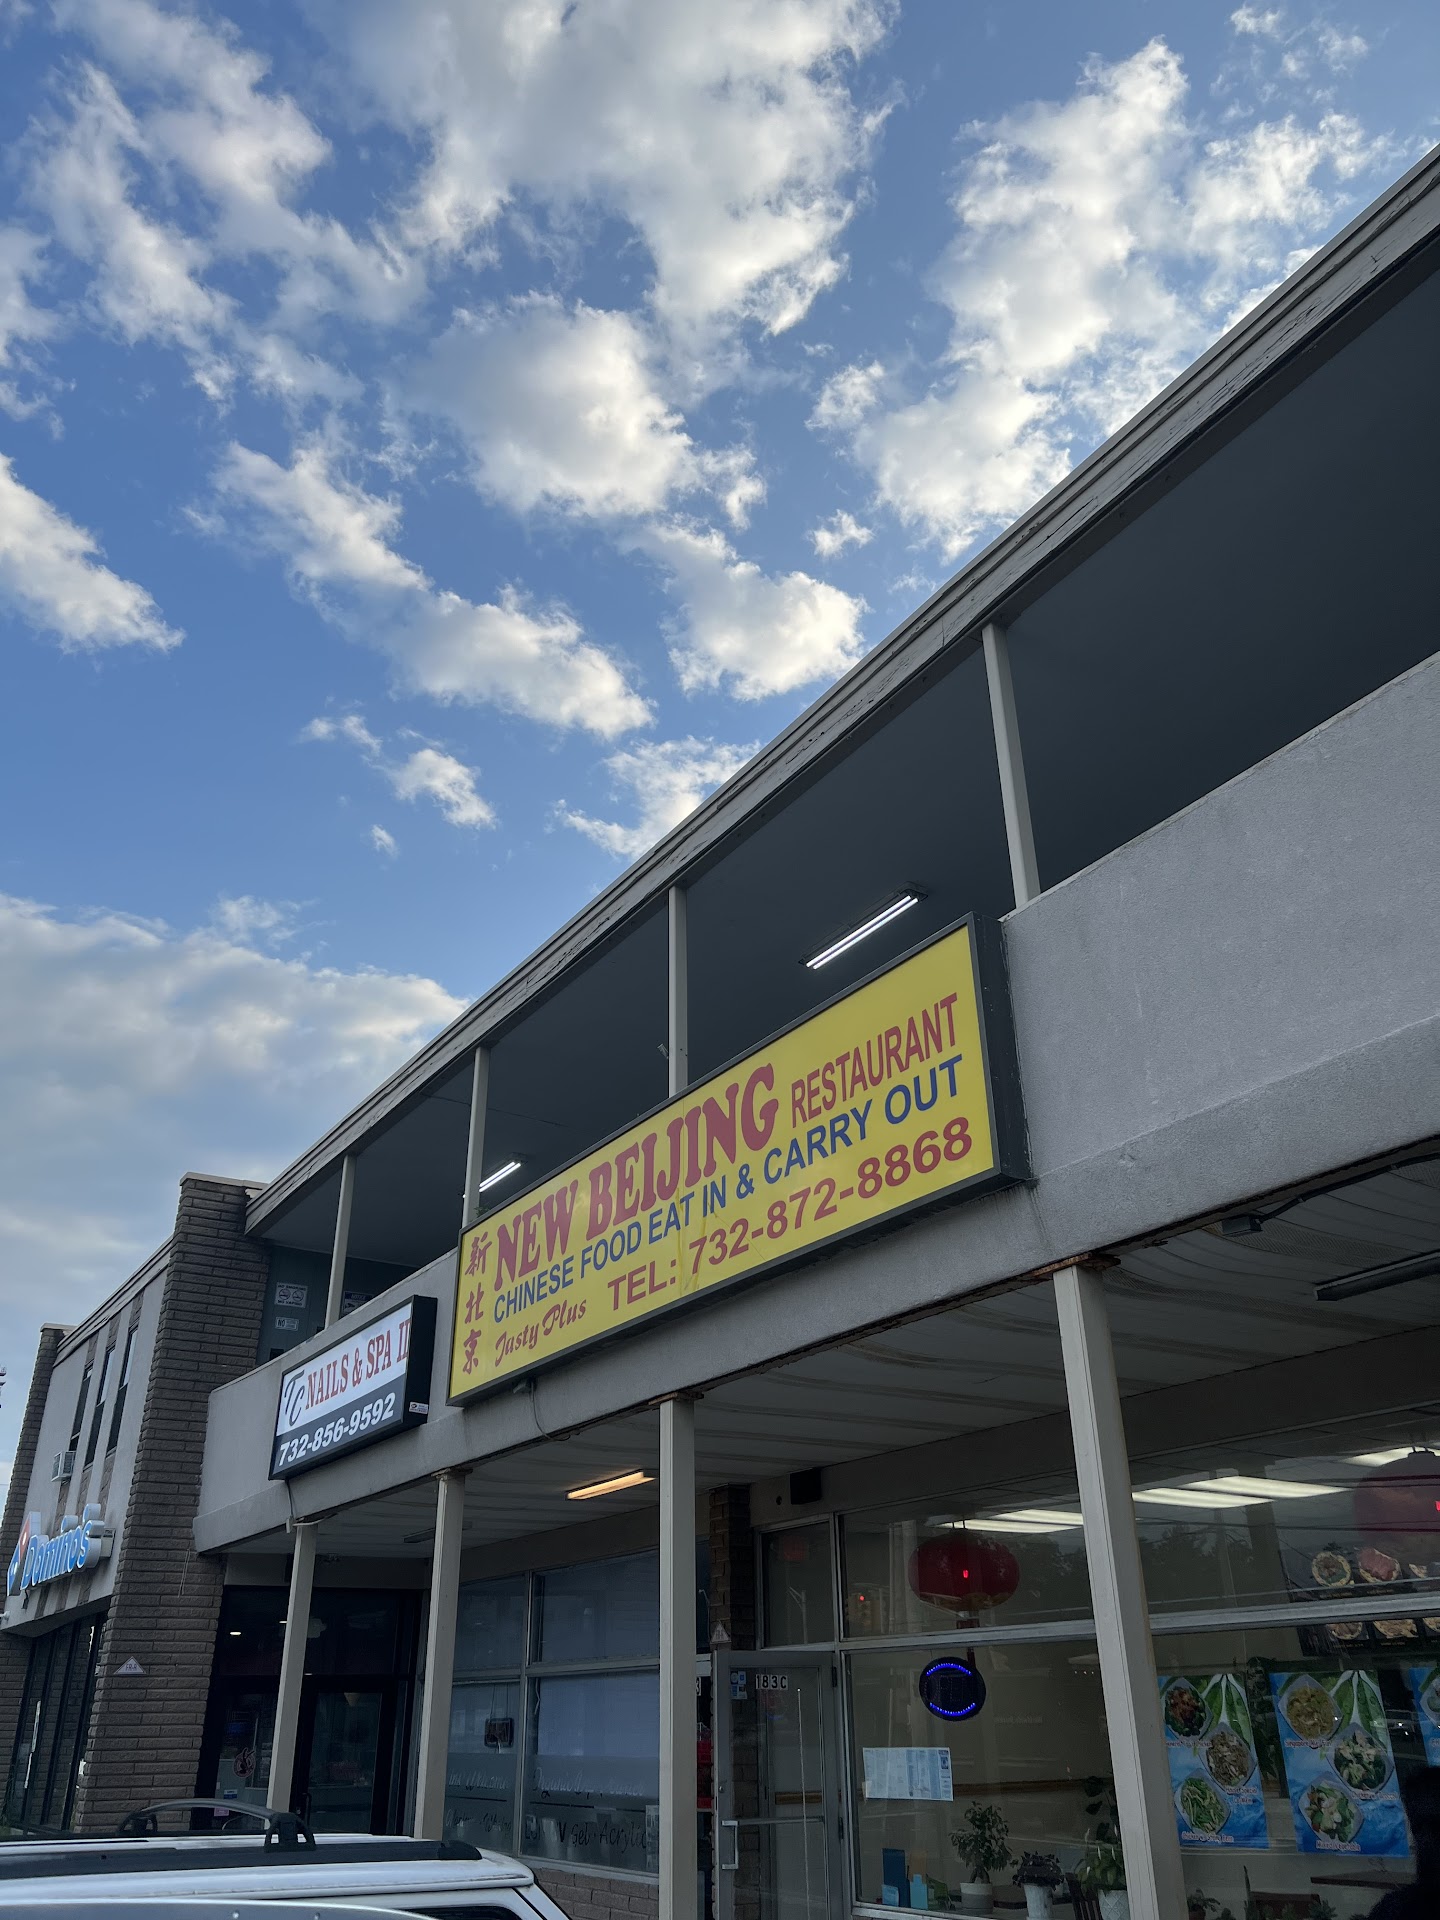 新北京
NEW BEIJING RESTAURANT
CHINESE FOOD EAT IN & CARRY OUT
Tasty Plus TEL: 732-872-8868
TC NAILS & SPA II
732-856-9592
Domino's
183C